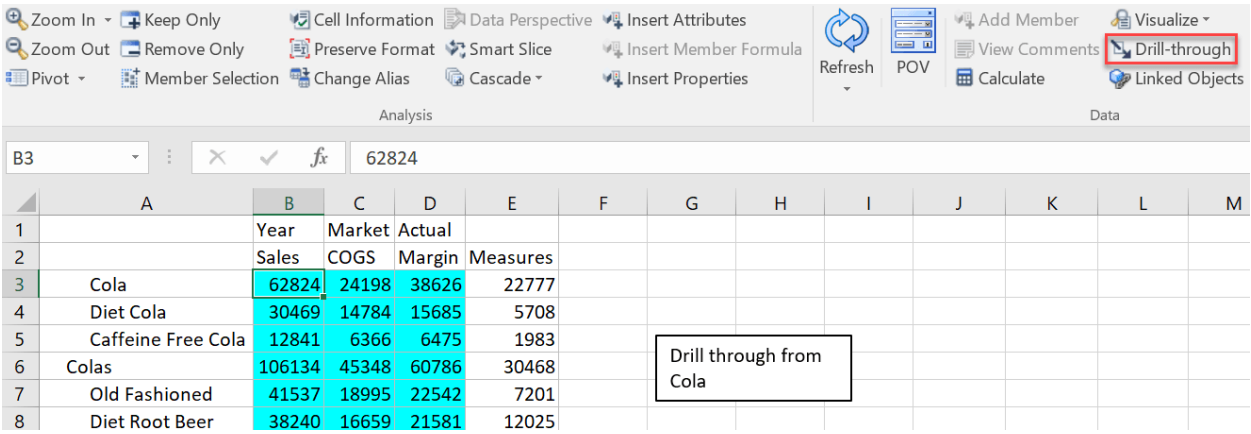 Zoom In Keep Only Cell Information Data Perspective Insert Attributes Add Member Visualize
Zoom Out Remove Only Preserve Format Smart Slice Insert Member Formula Refresh POV View Comments Drill-through
Pivot Member Selection Change Alias Cascade Insert Properties Calculate Linked Objects
Analysis Data
B3 fx 62824
A B C D E F G H I J K L M
1 Year Market Actual
2 Sales COGS Margin Measures
3 Cola 62824 24198 38626 22777
4 Diet Cola 30469 14784 15685 5708
5 Caffeine Free Cola 12841 6366 6475 1983
6 Colas 106134 45348 60786 30468
7 Old Fashioned 41537 18995 22542 7201
8 Diet Root Beer 38240 16659 21581 12025
Drill through from
Cola